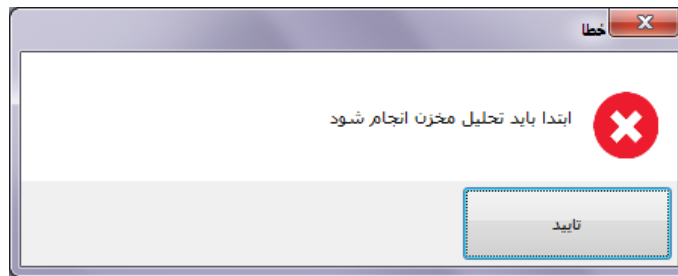 خطا
ابتدا باید تحلیل مخزن انجام شود
تایید